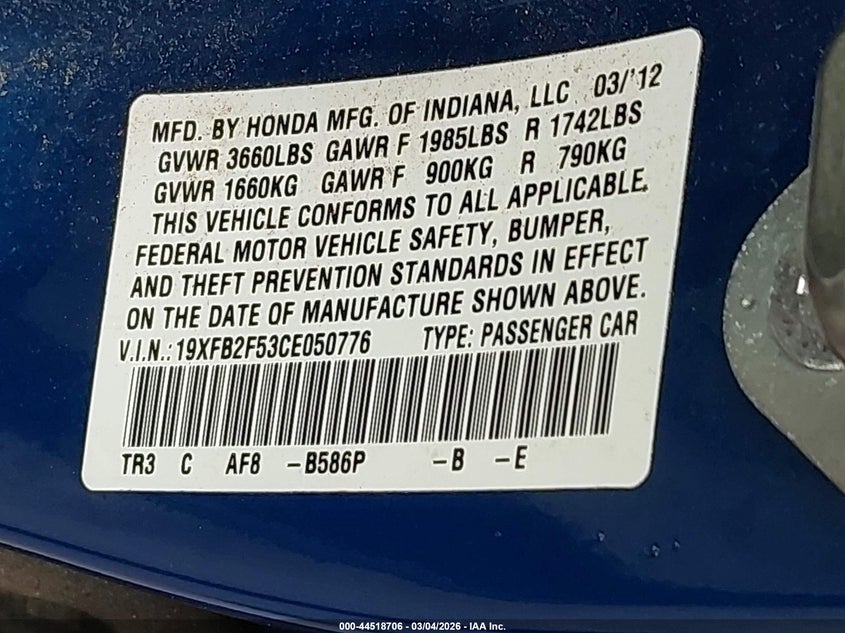 MFD. BY HONDA MFG. OF INDIANA, LLC 03/'12
GVWR 3660LBS GAWR F 1985LBS R 1742LBS
GVWR 1660KG GAWR F 900KG R 790KG
THIS VEHICLE CONFORMS TO ALL APPLICABLE
FEDERAL MOTOR VEHICLE SAFETY, BUMPER,
AND THEFT PREVENTION STANDARDS IN EFFECT
ON THE DATE OF MANUFACTURE SHOWN ABOVE.
V.I.N.: 19XFB2F53CE050776 TYPE: PASSENGER CAR
TR3 C AF8 -B586P -B -E
000-44518706 - 03/04/2026 - IAA Inc.